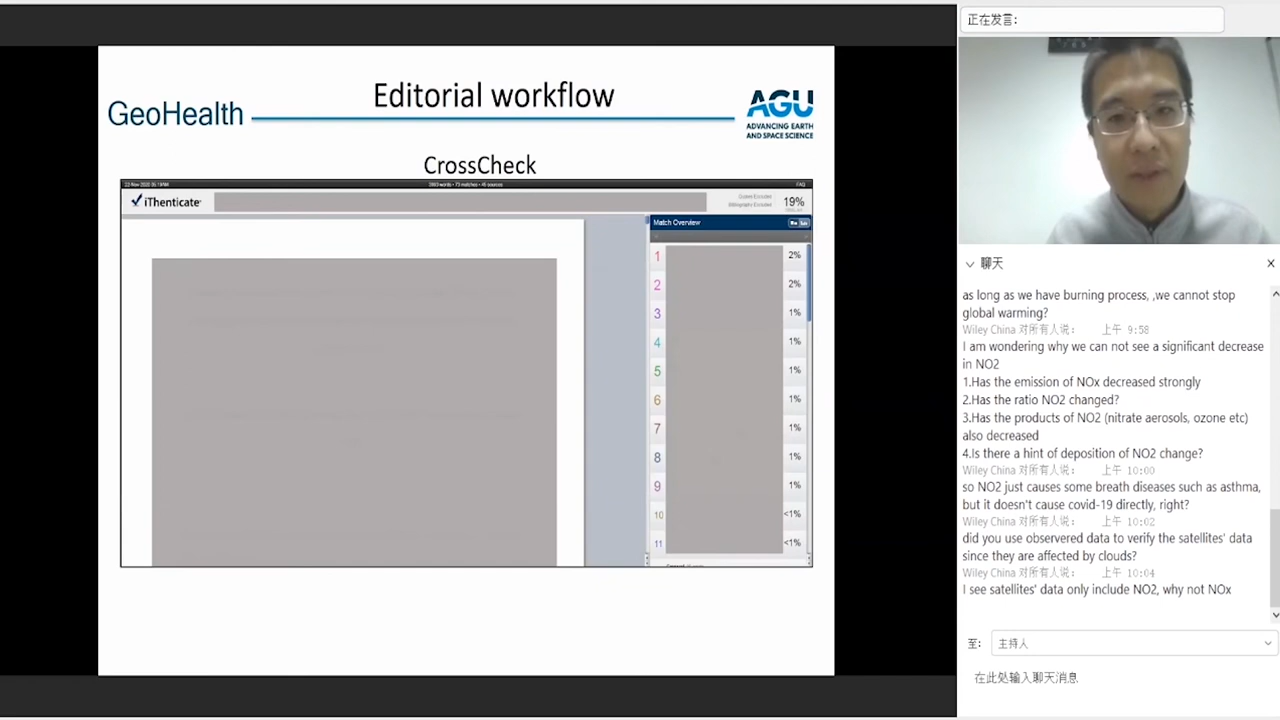 正在发言:
Editorial workflow
GeoHealth
AGU
ADVANCING EARTH
AND SPACE SCIENCE
CrossCheck
FAQ
iThenticate
19%
Match Overview
1 2%
2 2%
3 1%
4 1%
5 1%
6 1%
7 1%
8 1%
9 1%
10 <1%
11 <1%
聊天
as long as we have burning process, ,we cannot stop
global warming?
Wiley China 对所有人说: 上午 9:58
I am wondering why we can not see a significant decrease
in NO2
1.Has the emission of NOx decreased strongly
2.Has the ratio NO2 changed?
3.Has the products of NO2 (nitrate aerosols, ozone etc)
also decreased
4.Is there a hint of deposition of NO2 change?
Wiley China 对所有人说: 上午 10:00
so NO2 just causes some breath diseases such as asthma,
but it doesn't cause covid-19 directly, right?
Wiley China 对所有人说: 上午 10:02
did you use observered data to verify the satellites' data
since they are affected by clouds?
Wiley China 对所有人说: 上午 10:04
I see satellites' data only include NO2, why not NOx
至: 主持人
在此处输入聊天消息